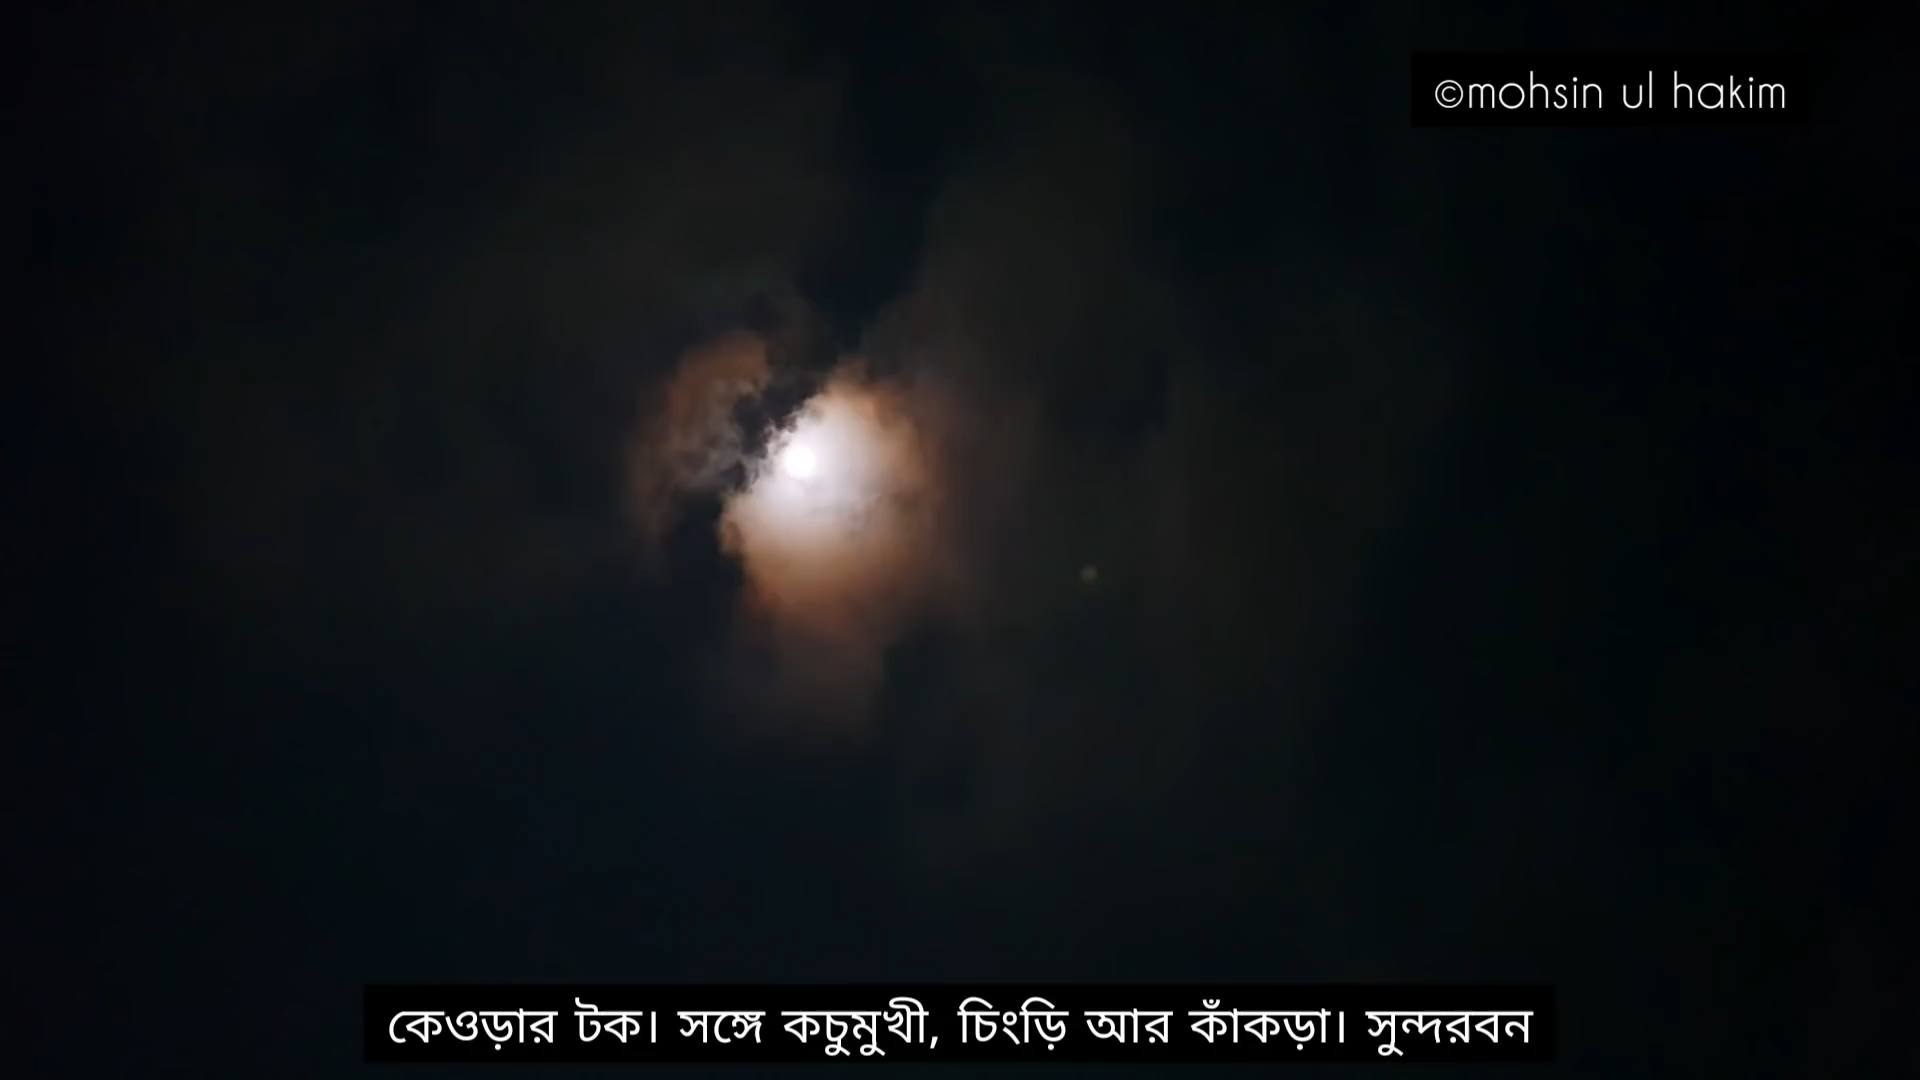 ©mohsin ul hakim
কেওড়ার টক। সঙ্গে কচুমুখী, চিংড়ি আর কাঁকড়া। সুন্দরবন